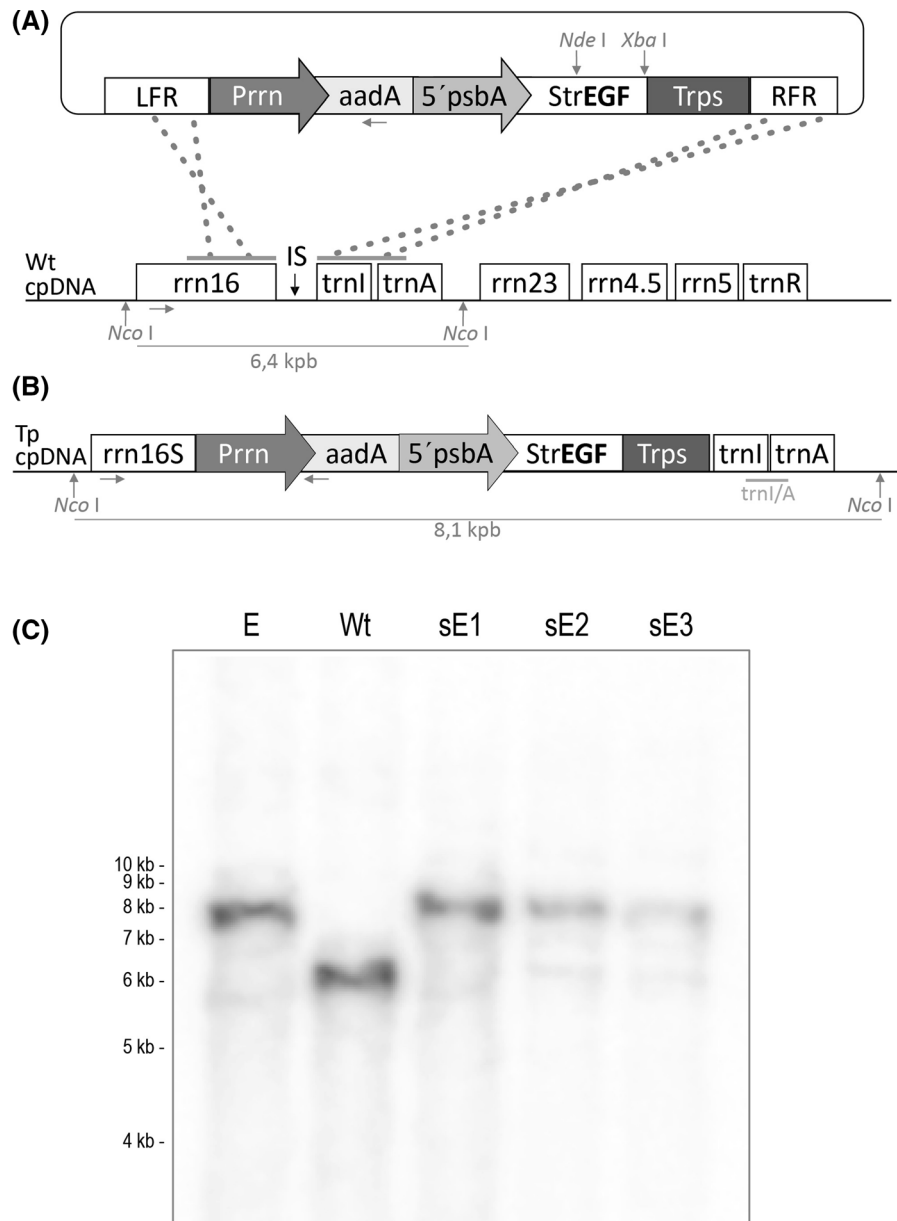 (A)
Nde I Xba I
LFR Prrn aadA 5´psbA StrEGF Trps RFR
IS
Wt
cpDNA
rrn16 trnI trnA rrn23 rrn4.5 rrn5 trnR
Nco I Nco I
6,4 kpb
(B)
Tp
cpDNA
rrn16S Prrn aadA 5´psbA StrEGF Trps trnI trnA
trnI/A
Nco I Nco I
8,1 kpb
(C)
E Wt sE1 sE2 sE3
10 kb -
9 kb -
8 kb -
7 kb -
6 kb -
5 kb -
4 kb -